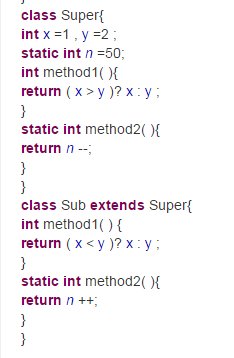 }
class Super{
int x =1 , y =2 ;
static int n =50;
int method1( ){
return ( x > y )? x : y ;
}
static int method2( ){
return n --;
}
}
class Sub extends Super{
int method1( ) {
return ( x < y )? x : y ;
}
static int method2( ){
return n ++;
}
}